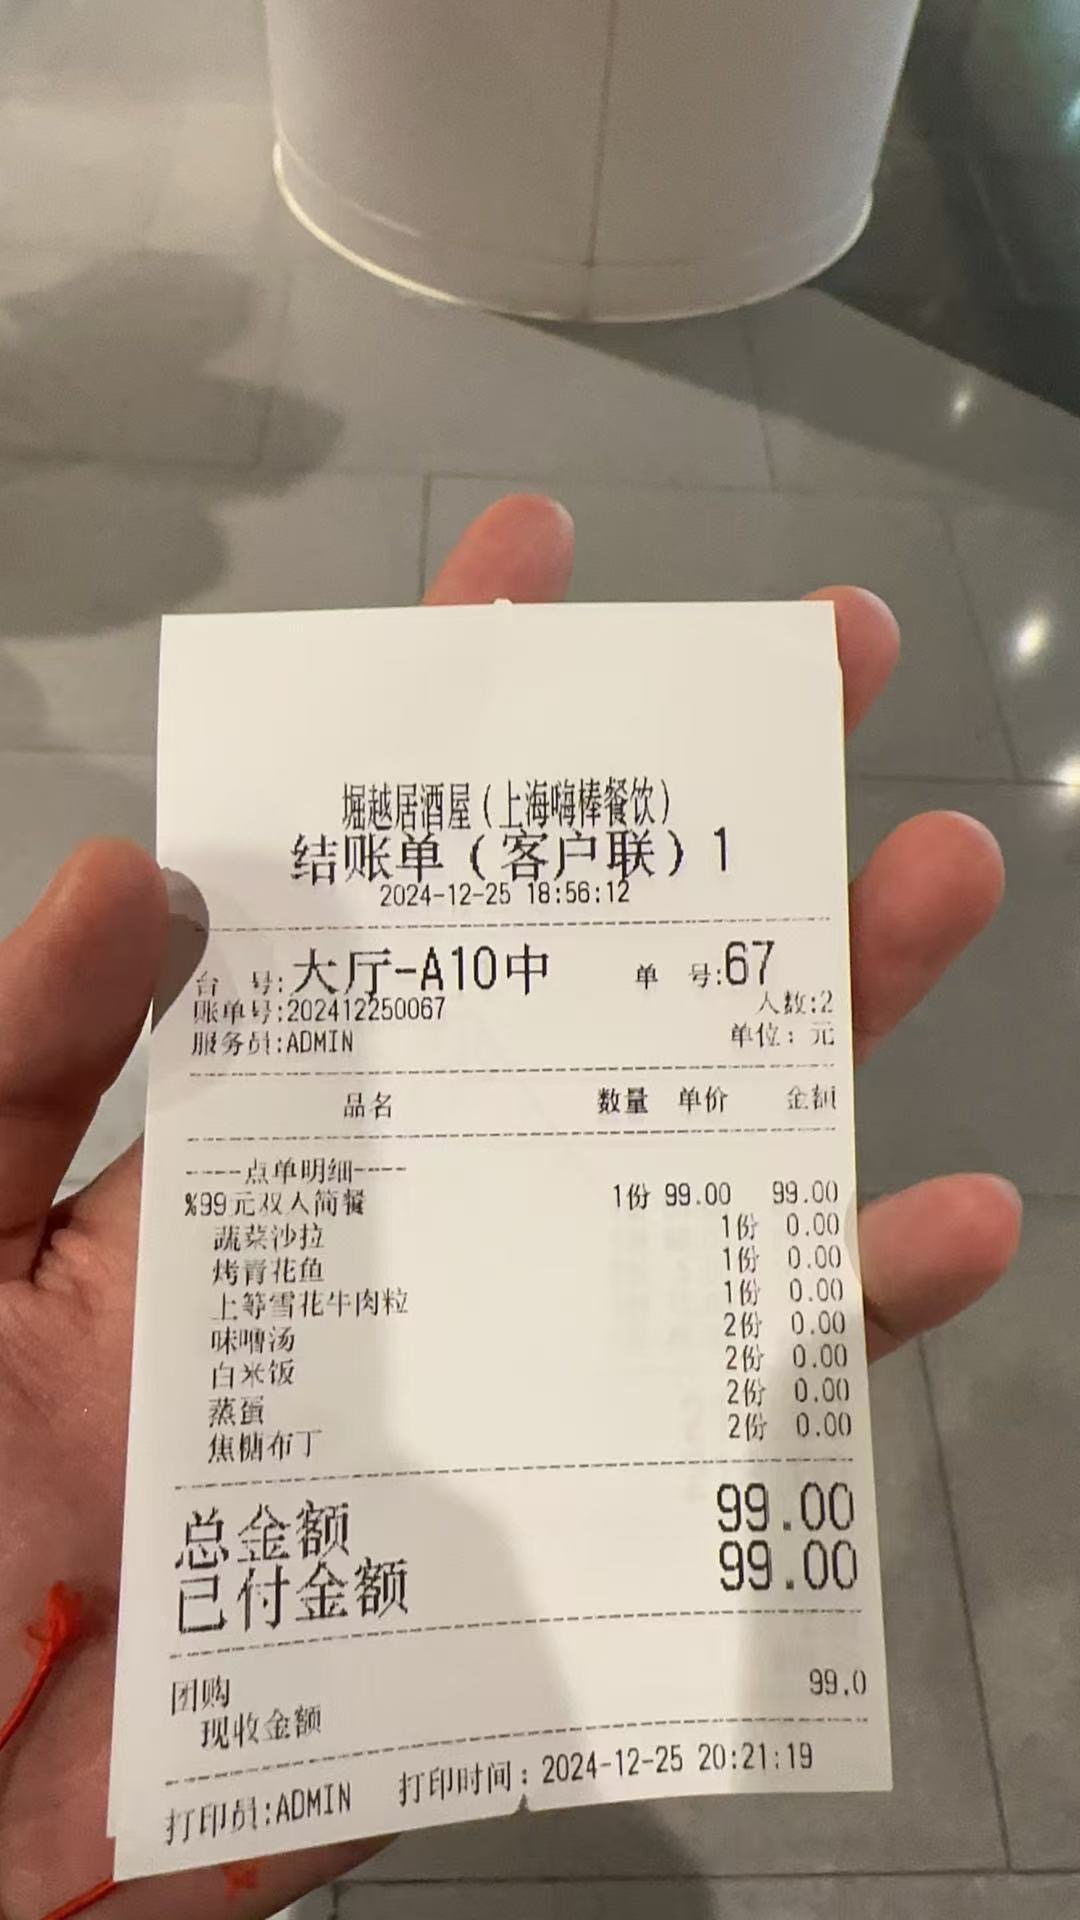 堀越居酒屋(上海嗨棒餐饮)
结账单(客户联)1
2024-12-25 18:56:12
台 号:大厅-A10中 单 号:67
账单号:202412250067 人数:2
服务员:ADMIN 单位: 元
品名 数量 单价 金额
----点单明细----
%99元双人简餐 1份 99.00 99.00
蔬菜沙拉 1份 0.00
烤青花鱼 1份 0.00
上等雪花牛肉粒 1份 0.00
味噜汤 2份 0.00
白米饭 2份 0.00
蒸蛋 2份 0.00
焦糖布丁 2份 0.00
总金额 99.00
已付金额 99.00
团购 99.0
现收金额
打印员:ADMIN 打印时间: 2024-12-25 20:21:19